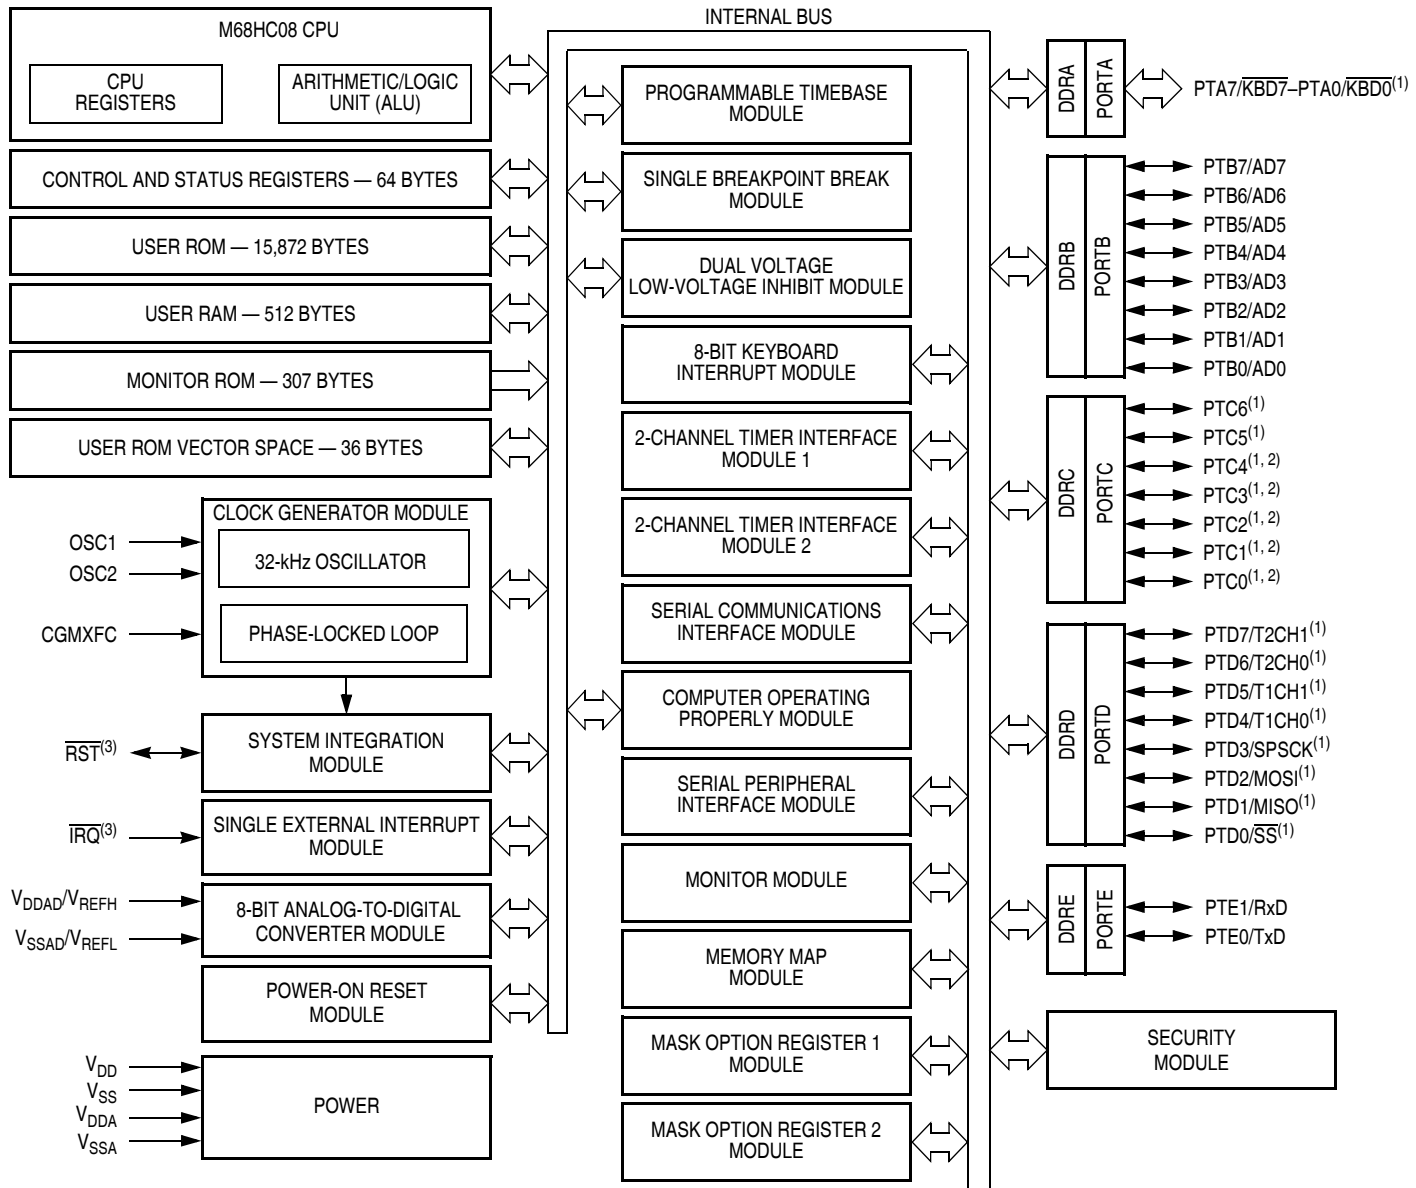 INTERNAL BUS
M68HC08 CPU
CPU
REGISTERS
ARITHMETIC/LOGIC
UNIT (ALU)
CONTROL AND STATUS REGISTERS — 64 BYTES
USER ROM — 15,872 BYTES
USER RAM — 512 BYTES
MONITOR ROM — 307 BYTES
USER ROM VECTOR SPACE — 36 BYTES
CLOCK GENERATOR MODULE
32-kHz OSCILLATOR
PHASE-LOCKED LOOP
OSC1
OSC2
CGMXFC
SYSTEM INTEGRATION
MODULE
RST(3)
SINGLE EXTERNAL INTERRUPT
MODULE
IRQ(3)
8-BIT ANALOG-TO-DIGITAL
CONVERTER MODULE
VDDAD/VREFH
VSSAD/VREFL
POWER-ON RESET
MODULE
POWER
VDD
VSS
VDDA
VSSA
PROGRAMMABLE TIMEBASE
MODULE
SINGLE BREAKPOINT BREAK
MODULE
DUAL VOLTAGE
LOW-VOLTAGE INHIBIT MODULE
8-BIT KEYBOARD
INTERRUPT MODULE
2-CHANNEL TIMER INTERFACE
MODULE 1
2-CHANNEL TIMER INTERFACE
MODULE 2
SERIAL COMMUNICATIONS
INTERFACE MODULE
COMPUTER OPERATING
PROPERLY MODULE
SERIAL PERIPHERAL
INTERFACE MODULE
MONITOR MODULE
MEMORY MAP
MODULE
MASK OPTION REGISTER 1
MODULE
MASK OPTION REGISTER 2
MODULE
DDRA
PORTA
PTA7/KBD7–PTA0/KBD0(1)
DDRB
PORTB
PTB7/AD7
PTB6/AD6
PTB5/AD5
PTB4/AD4
PTB3/AD3
PTB2/AD2
PTB1/AD1
PTB0/AD0
DDRC
PORTC
PTC6(1)
PTC5(1)
PTC4(1, 2)
PTC3(1, 2)
PTC2(1, 2)
PTC1(1, 2)
PTC0(1, 2)
DDRD
PORTD
PTD7/T2CH1(1)
PTD6/T2CH0(1)
PTD5/T1CH1(1)
PTD4/T1CH0(1)
PTD3/SPSCK(1)
PTD2/MOSI(1)
PTD1/MISO(1)
PTD0/SS(1)
DDRE
PORTE
PTE1/RxD
PTE0/TxD
SECURITY
MODULE